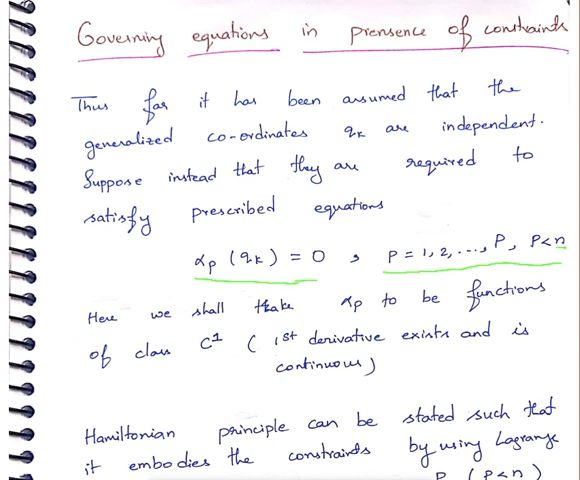 Governing equations in prensence of constraints
Thus far it has been assumed that the
generalized co-ordinates qk are independent.
Suppose instead that they are required to
satisfy prescribed equations
αp (qk) = 0 , p = 1, 2, ..., P, P<n
Here we shall thake αp to be functions
of class C1 ( 1st derivative exists and is
continuous)
Hamiltonian principle can be stated such that
it embodies the constraints by using Lagrange
P (P<n)